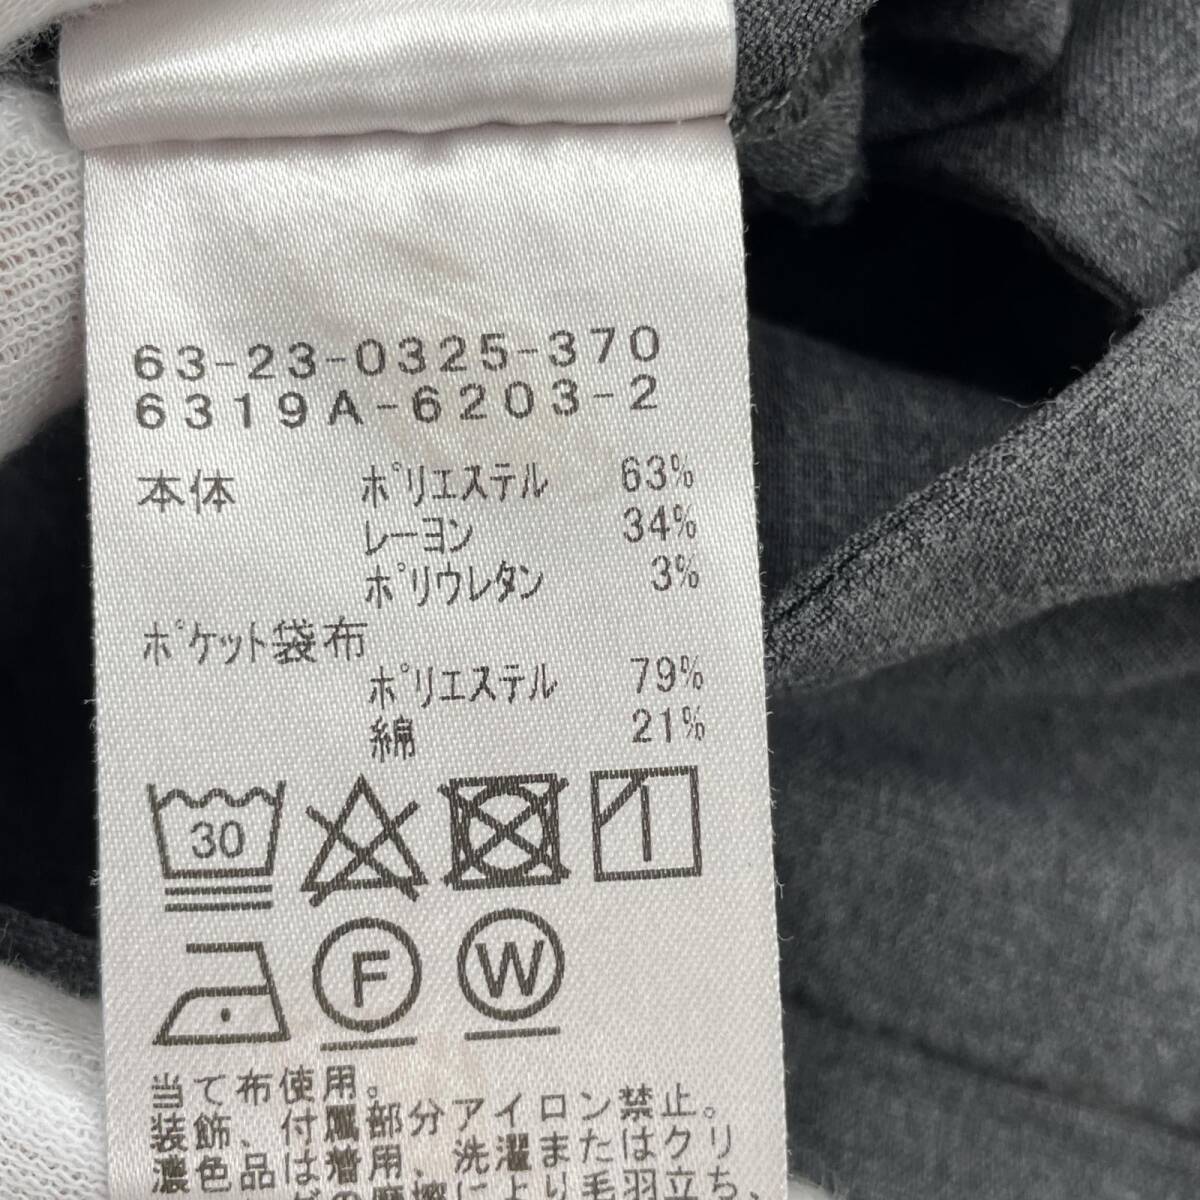 63-23-0325-370
6319A-6203-2
本体 ポリエステル 63%
レーヨン 34%
ポリウレタン 3%
ポケット袋布
ポリエステル 79%
綿 21%
30
F W
当て布使用。
装飾、付属部分アイロン禁止。
濃色品は着用、洗濯またはクリ
の摩擦により毛羽立ち、